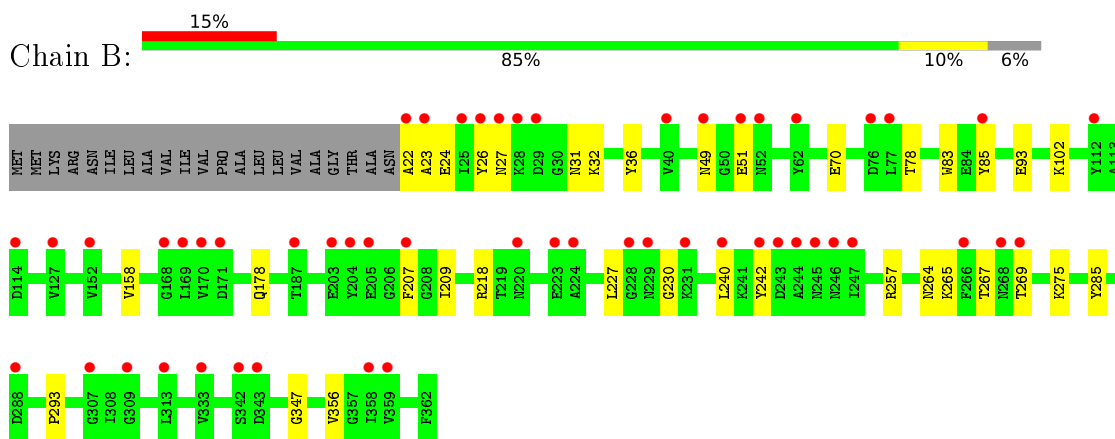 15%
Chain B:
85% 10% 6%
MET MET LYS ARG ASN ILE LEU ALA VAL ILE VAL PRO ALA LEU LEU VAL ALA GLY THR ALA ASN A22 A23 E24 I25 Y26 N27 K28 D29 G30 N31 K32 Y36 V40 N49 G50 E51 N52 Y62 E70 D76 L77 T78 W83 E84 Y85 E93 K102 Y112 A113
D114 V127 V152 V158 G168 L169 V170 D171 Q178 T187 E203 Y204 E205 G206 F207 G208 I209 R218 T219 N220 E223 A224 L227 G228 N229 G230 K231 L240 K241 Y242 D243 A244 N245 N246 I247 R257 N264 K265 F266 T267 N268 T269 K275 Y285
D288 P293 G307 I308 G309 L313 V333 S342 D343 G347 V356 G357 I358 V359 F362